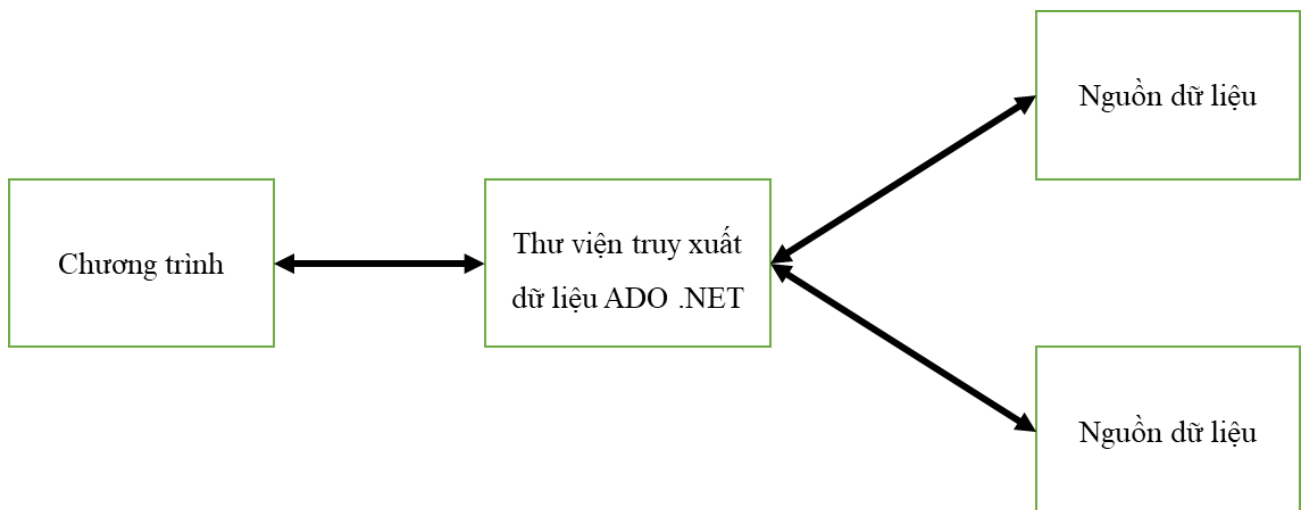 Nguồn dữ liệu
Chương trình
Thư viện truy xuất
dữ liệu ADO .NET
Nguồn dữ liệu